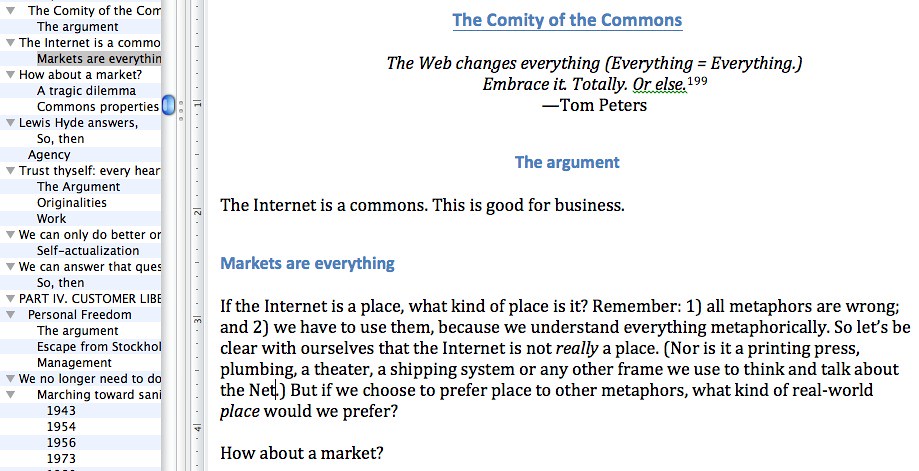 The Comity of the Com
The argument
The Internet is a commo
Markets are everythin
How about a market?
A tragic dilemma
Commons properties
Lewis Hyde answers,
So, then
Agency
Trust thyself: every hear
The Argument
Originalities
Work
We can only do better or
Self-actualization
We can answer that ques
So, then
PART IV. CUSTOMER LIBE
Personal Freedom
The argument
Escape from Stockhol
Management
We no longer need to do
Marching toward sani
1943
1954
1956
1973
1
2
3
4
The Comity of the Commons
The Web changes everything (Everything = Everything.)
Embrace it. Totally. Or else.199
—Tom Peters
The argument
The Internet is a commons. This is good for business.
Markets are everything
If the Internet is a place, what kind of place is it? Remember: 1) all metaphors are wrong;
and 2) we have to use them, because we understand everything metaphorically. So let's be
clear with ourselves that the Internet is not really a place. (Nor is it a printing press,
plumbing, a theater, a shipping system or any other frame we use to think and talk about
the Net.) But if we choose to prefer place to other metaphors, what kind of real-world
place would we prefer?
How about a market?